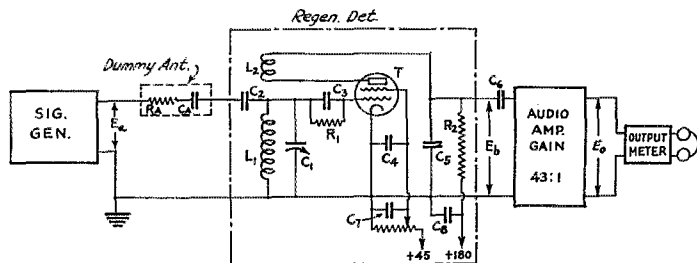 Regen. Det.
Dummy Ant.
SIG.
GEN.
Ea
RA
CA
C2
L2
L1
C1
C3
R1
T
C4
C7
+45
C5
C8
R2
+180
Eb
C6
AUDIO
AMP.
GAIN
43:1
Eo
OUTPUT
METER